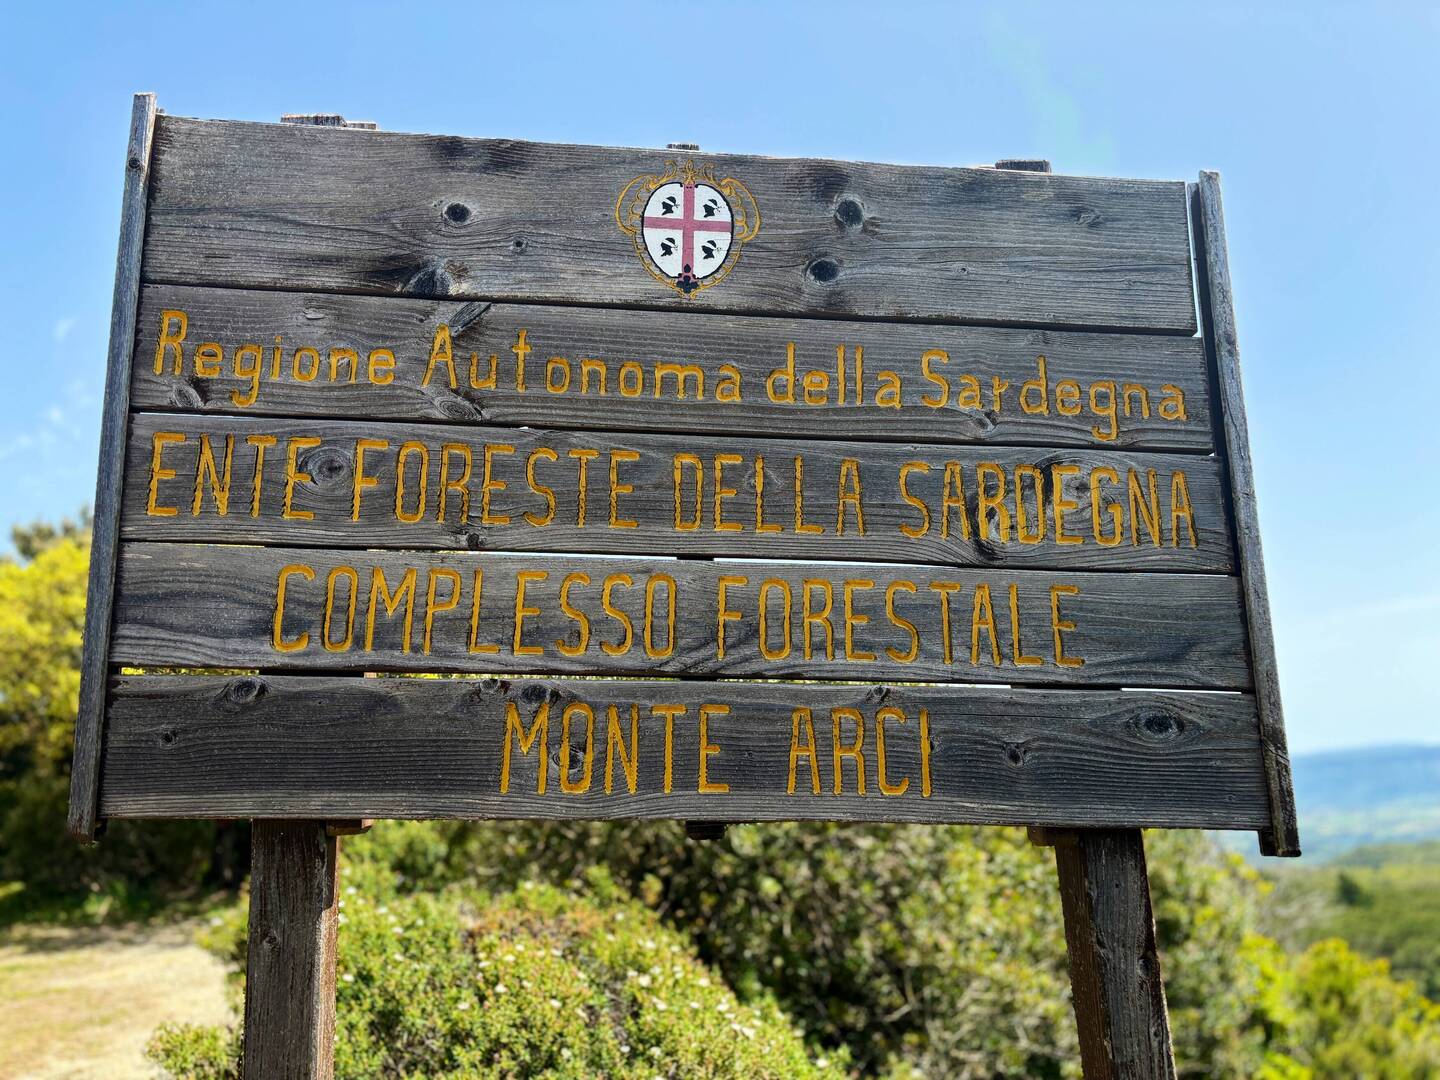 Regione Autonoma della Sardegna
ENTE FORESTE DELLA SARDEGNA
COMPLESSO FORESTALE
MONTE ARCI